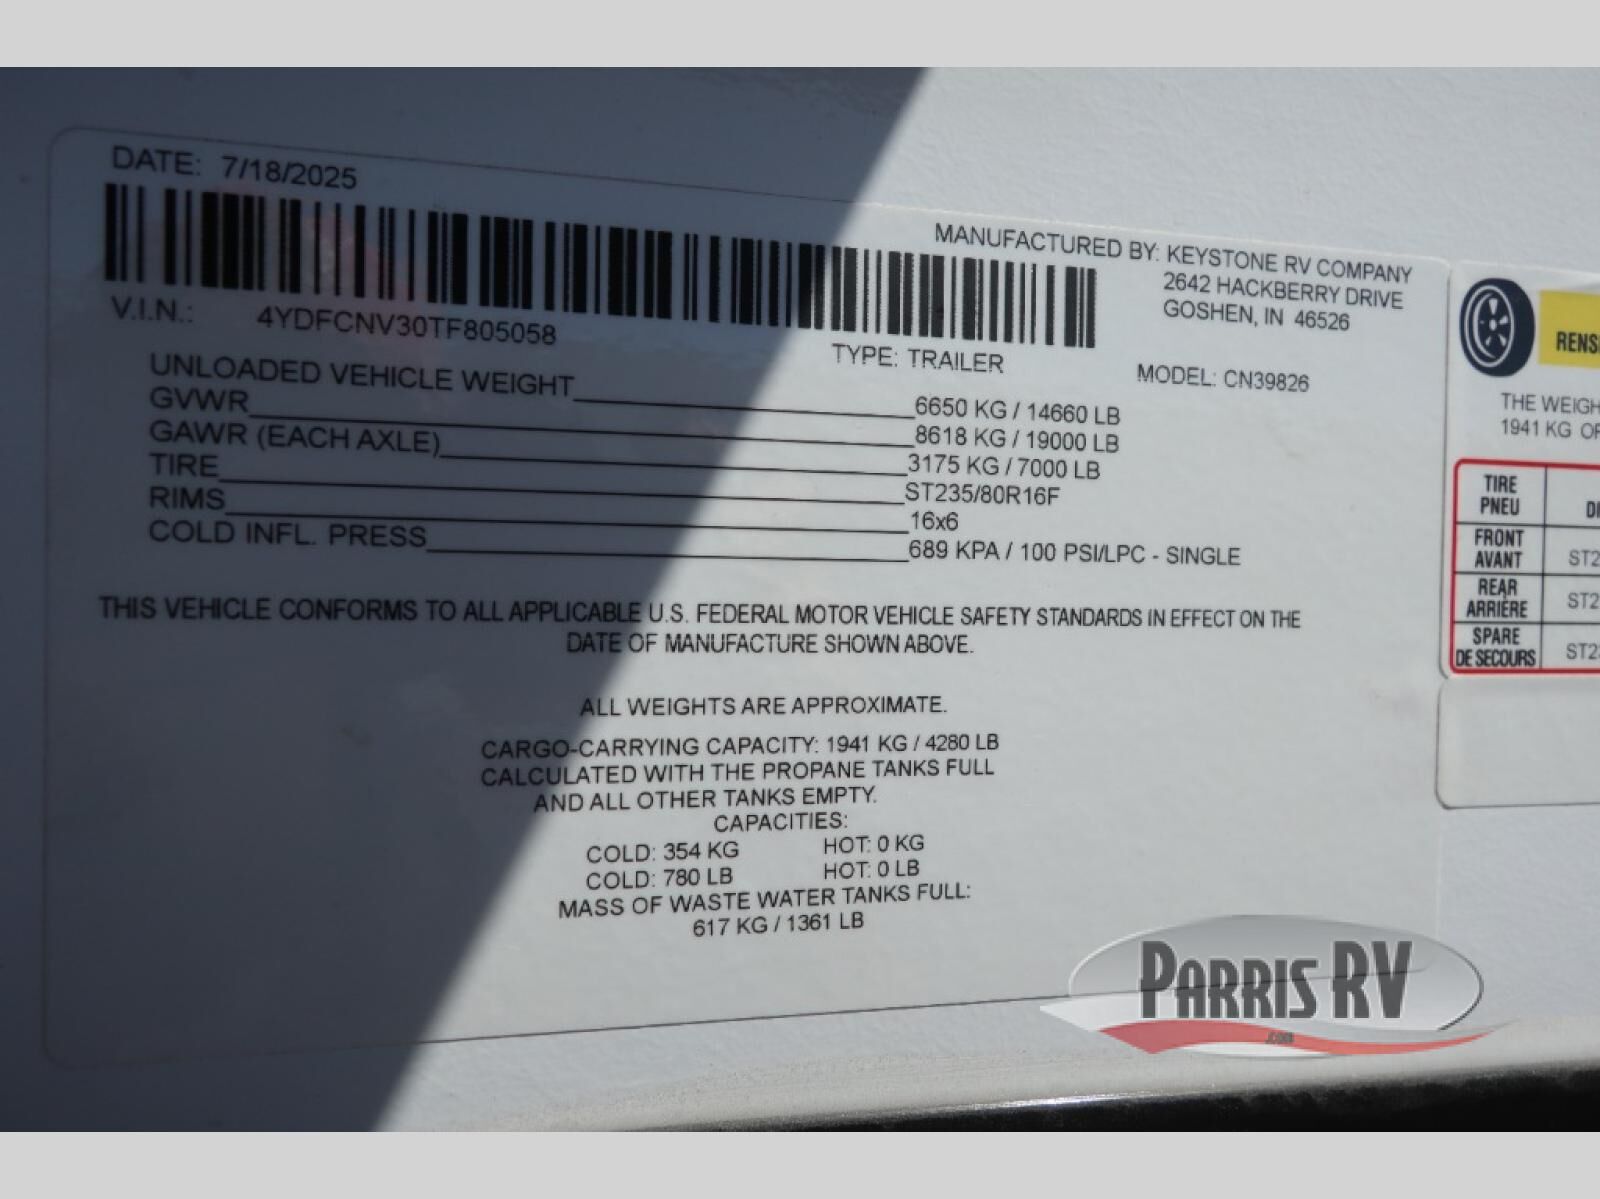 DATE: 7/18/2025
MANUFACTURED BY: KEYSTONE RV COMPANY
2642 HACKBERRY DRIVE
GOSHEN, IN 46526
V.I.N.: 4YDFCNV30TF805058
TYPE: TRAILER
MODEL: CN39826
UNLOADED VEHICLE WEIGHT 6650 KG / 14660 LB
GVWR 8618 KG / 19000 LB
GAWR (EACH AXLE) 3175 KG / 7000 LB
TIRE ST235/80R16F
RIMS 16x6
COLD INFL. PRESS 689 KPA / 100 PSI/LPC - SINGLE
THIS VEHICLE CONFORMS TO ALL APPLICABLE U.S. FEDERAL MOTOR VEHICLE SAFETY STANDARDS IN EFFECT ON THE
DATE OF MANUFACTURE SHOWN ABOVE.
ALL WEIGHTS ARE APPROXIMATE.
CARGO-CARRYING CAPACITY: 1941 KG / 4280 LB
CALCULATED WITH THE PROPANE TANKS FULL
AND ALL OTHER TANKS EMPTY.
CAPACITIES:
COLD: 354 KG HOT: 0 KG
COLD: 780 LB HOT: 0 LB
MASS OF WASTE WATER TANKS FULL:
617 KG / 1361 LB
RENS
THE WEIGH
1941 KG OR
TIRE
PNEU
FRONT
AVANT ST2
REAR
ARRIÈRE ST2
SPARE
DE SECOURS ST23
PARRIS RV
.COM